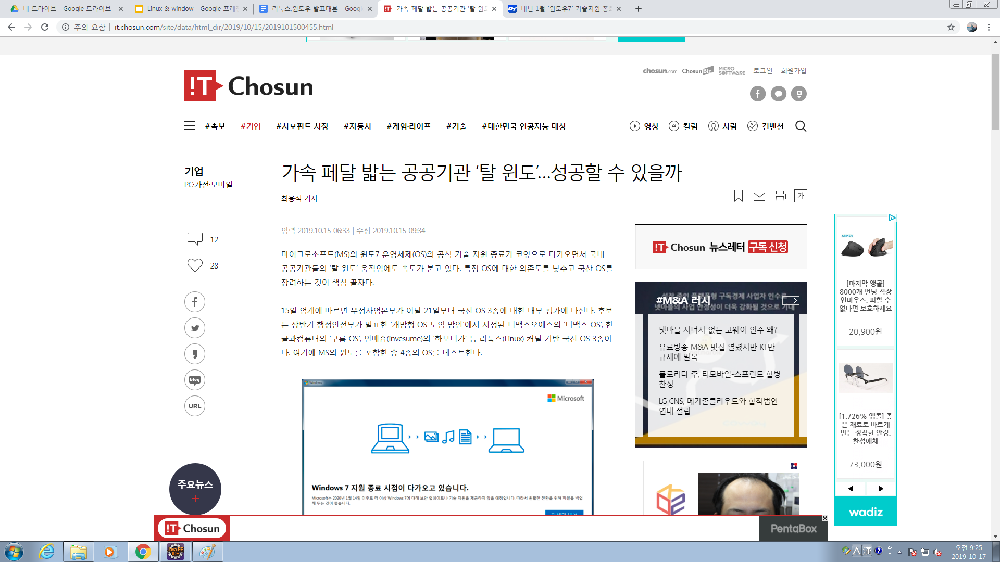 내 드라이브 - Google 드라이브
Linux & window - Google 프레젠
리눅스,윈도우 발표대본 - Googl
가속 페달 밟는 공공기관 '탈 윈도
내년 1월 `윈도우7` 기술지원 종료
주의 요함
it.chosun.com/site/data/html_dir/2019/10/15/2019101500455.html
!T Chosun
chosun.com
ChosunBiz
MICRO SOFTWARE
로그인
회원가입
#속보
#기업
#사모펀드 시장
#자동차
#게임·라이프
#기술
#대한민국 인공지능 대상
영상
칼럼
사람
컨벤션
기업
PC·가전·모바일
가속 페달 밟는 공공기관 ‘탈 윈도’…성공할 수 있을까
최용석 기자
가
12
28
blog
URL
주요뉴스
+
입력 2019.10.15 06:33 | 수정 2019.10.15 09:34
마이크로소프트(MS)의 윈도7 운영체제(OS)의 공식 기술 지원 종료가 코앞으로 다가오면서 국내
공공기관들의 ‘탈 윈도’ 움직임에도 속도가 붙고 있다. 특정 OS에 대한 의존도를 낮추고 국산 OS를
장려하는 것이 핵심 골자다.
15일 업계에 따르면 우정사업본부가 이달 21일부터 국산 OS 3종에 대한 내부 평가에 나선다. 후보
는 상반기 행정안전부가 발표한 ‘개방형 OS 도입 방안’에서 지정된 티맥스오에스의 ‘티맥스 OS’, 한
글과컴퓨터의 ‘구름 OS’, 인베슘(invesume)의 ‘하모니카’ 등 리눅스(Linux) 커널 기반 국산 OS 3종이
다. 여기에 MS의 윈도를 포함한 총 4종의 OS를 테스트한다.
Windows
Microsoft
Windows 7 지원 종료 시점이 다가오고 있습니다.
Microsoft는 2020년 1월 14일 이후로 더 이상 Windows 7에 대해 보안 업데이트나 기술 지원을 제공하지 않을 예정입니다. 따라서 원활한 전환을 위해 파일을 백업
해 두는 것이 좋습니다.
자세한 내용
!T Chosun 뉴스레터 구독 신청
#M&A 러시
넷마블의 사업 안정성이 더욱 강화될 것으로 기대
넷마블 시너지 없는 코웨이 인수 왜?
유료방송 M&A 맛집 열렸지만 KT만
규제에 발목
플로리다 주, 티모바일-스프린트 합병
찬성
LG CNS, 메가존클라우드와 합작법인
연내 설립
ANKER
[마지막 앵콜]
8000개 펀딩 직장
인마우스, 피할 수
없다면 보호하세요
20,900원
[1,726% 앵콜] 좋
은 재료로 바르게
만든 정직한 안경,
한성애체
73,000원
wadiz
!T Chosun
PentaBox
Java EE
IDE
A 漢
오전 9:25
2019-10-17